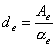 d_e = A_e / α_e